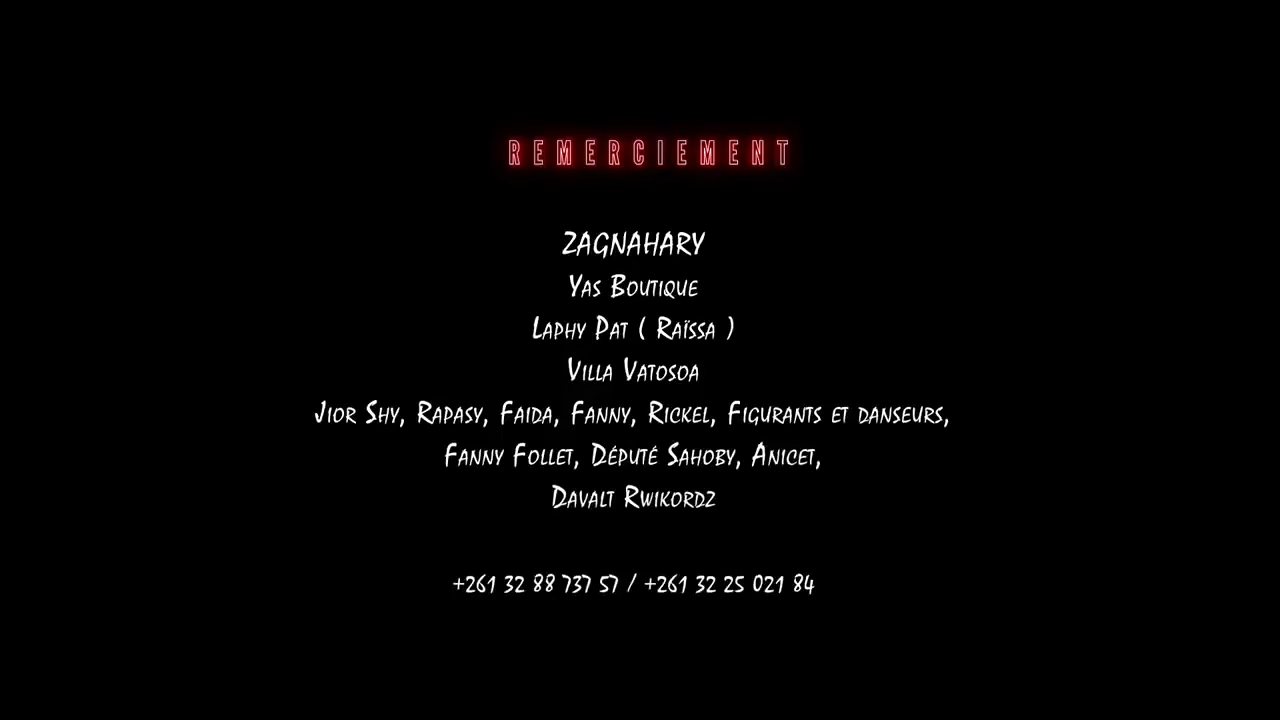 REMERCIEMENT
ZAGNAHARY
Yas Boutique
Laphy Pat ( Raïssa )
Villa Vatosoa
Jior Shy, Rapasy, Faida, Fanny, Rickel, Figurants et danseurs,
Fanny Follet, Député Sahoby, Anicet,
Davalt Rwikordz
+261 32 88 737 57 / +261 32 25 021 84